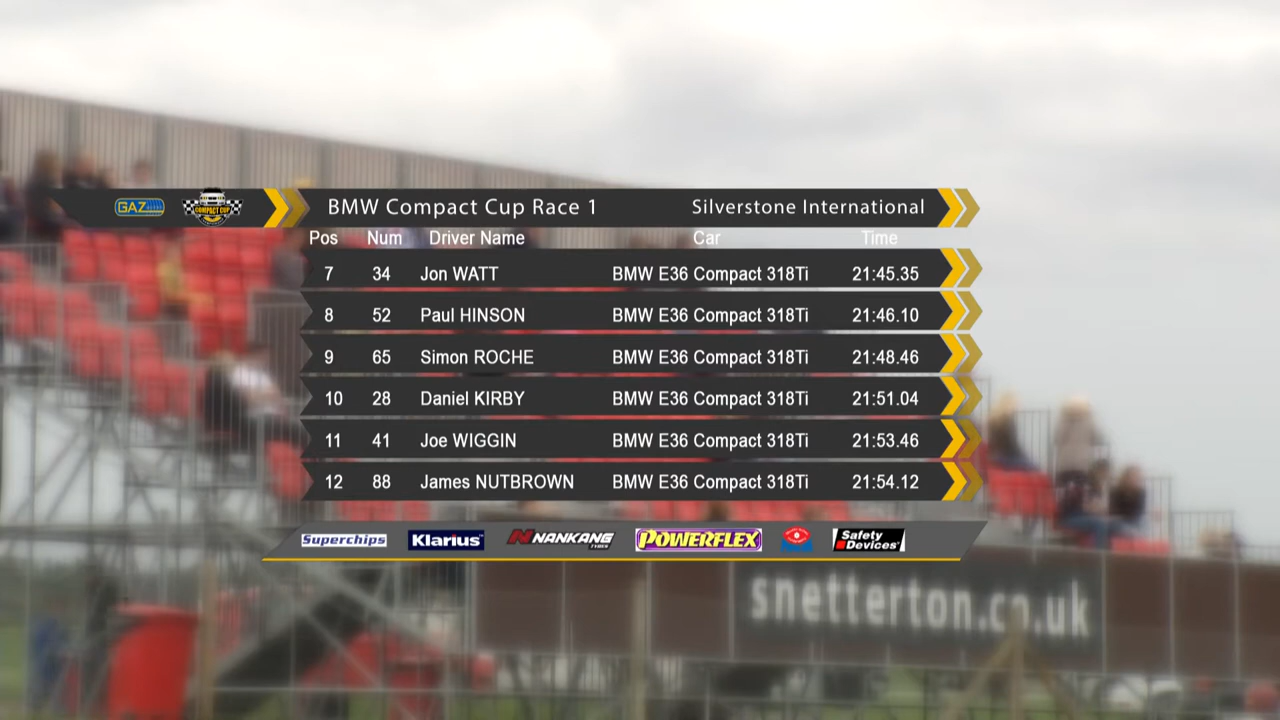 GAZ COMPACT CUP BMW Compact Cup Race 1 Silverstone International
Pos Num Driver Name Car Time
7 34 Jon WATT BMW E36 Compact 318Ti 21:45.35
8 52 Paul HINSON BMW E36 Compact 318Ti 21:46.10
9 65 Simon ROCHE BMW E36 Compact 318Ti 21:48.46
10 28 Daniel KIRBY BMW E36 Compact 318Ti 21:51.04
11 41 Joe WIGGIN BMW E36 Compact 318Ti 21:53.46
12 88 James NUTBROWN BMW E36 Compact 318Ti 21:54.12
Superchips Klarius™ NANKANG TYRES POWERFLEX Safety Devices®
snetterton.co.uk